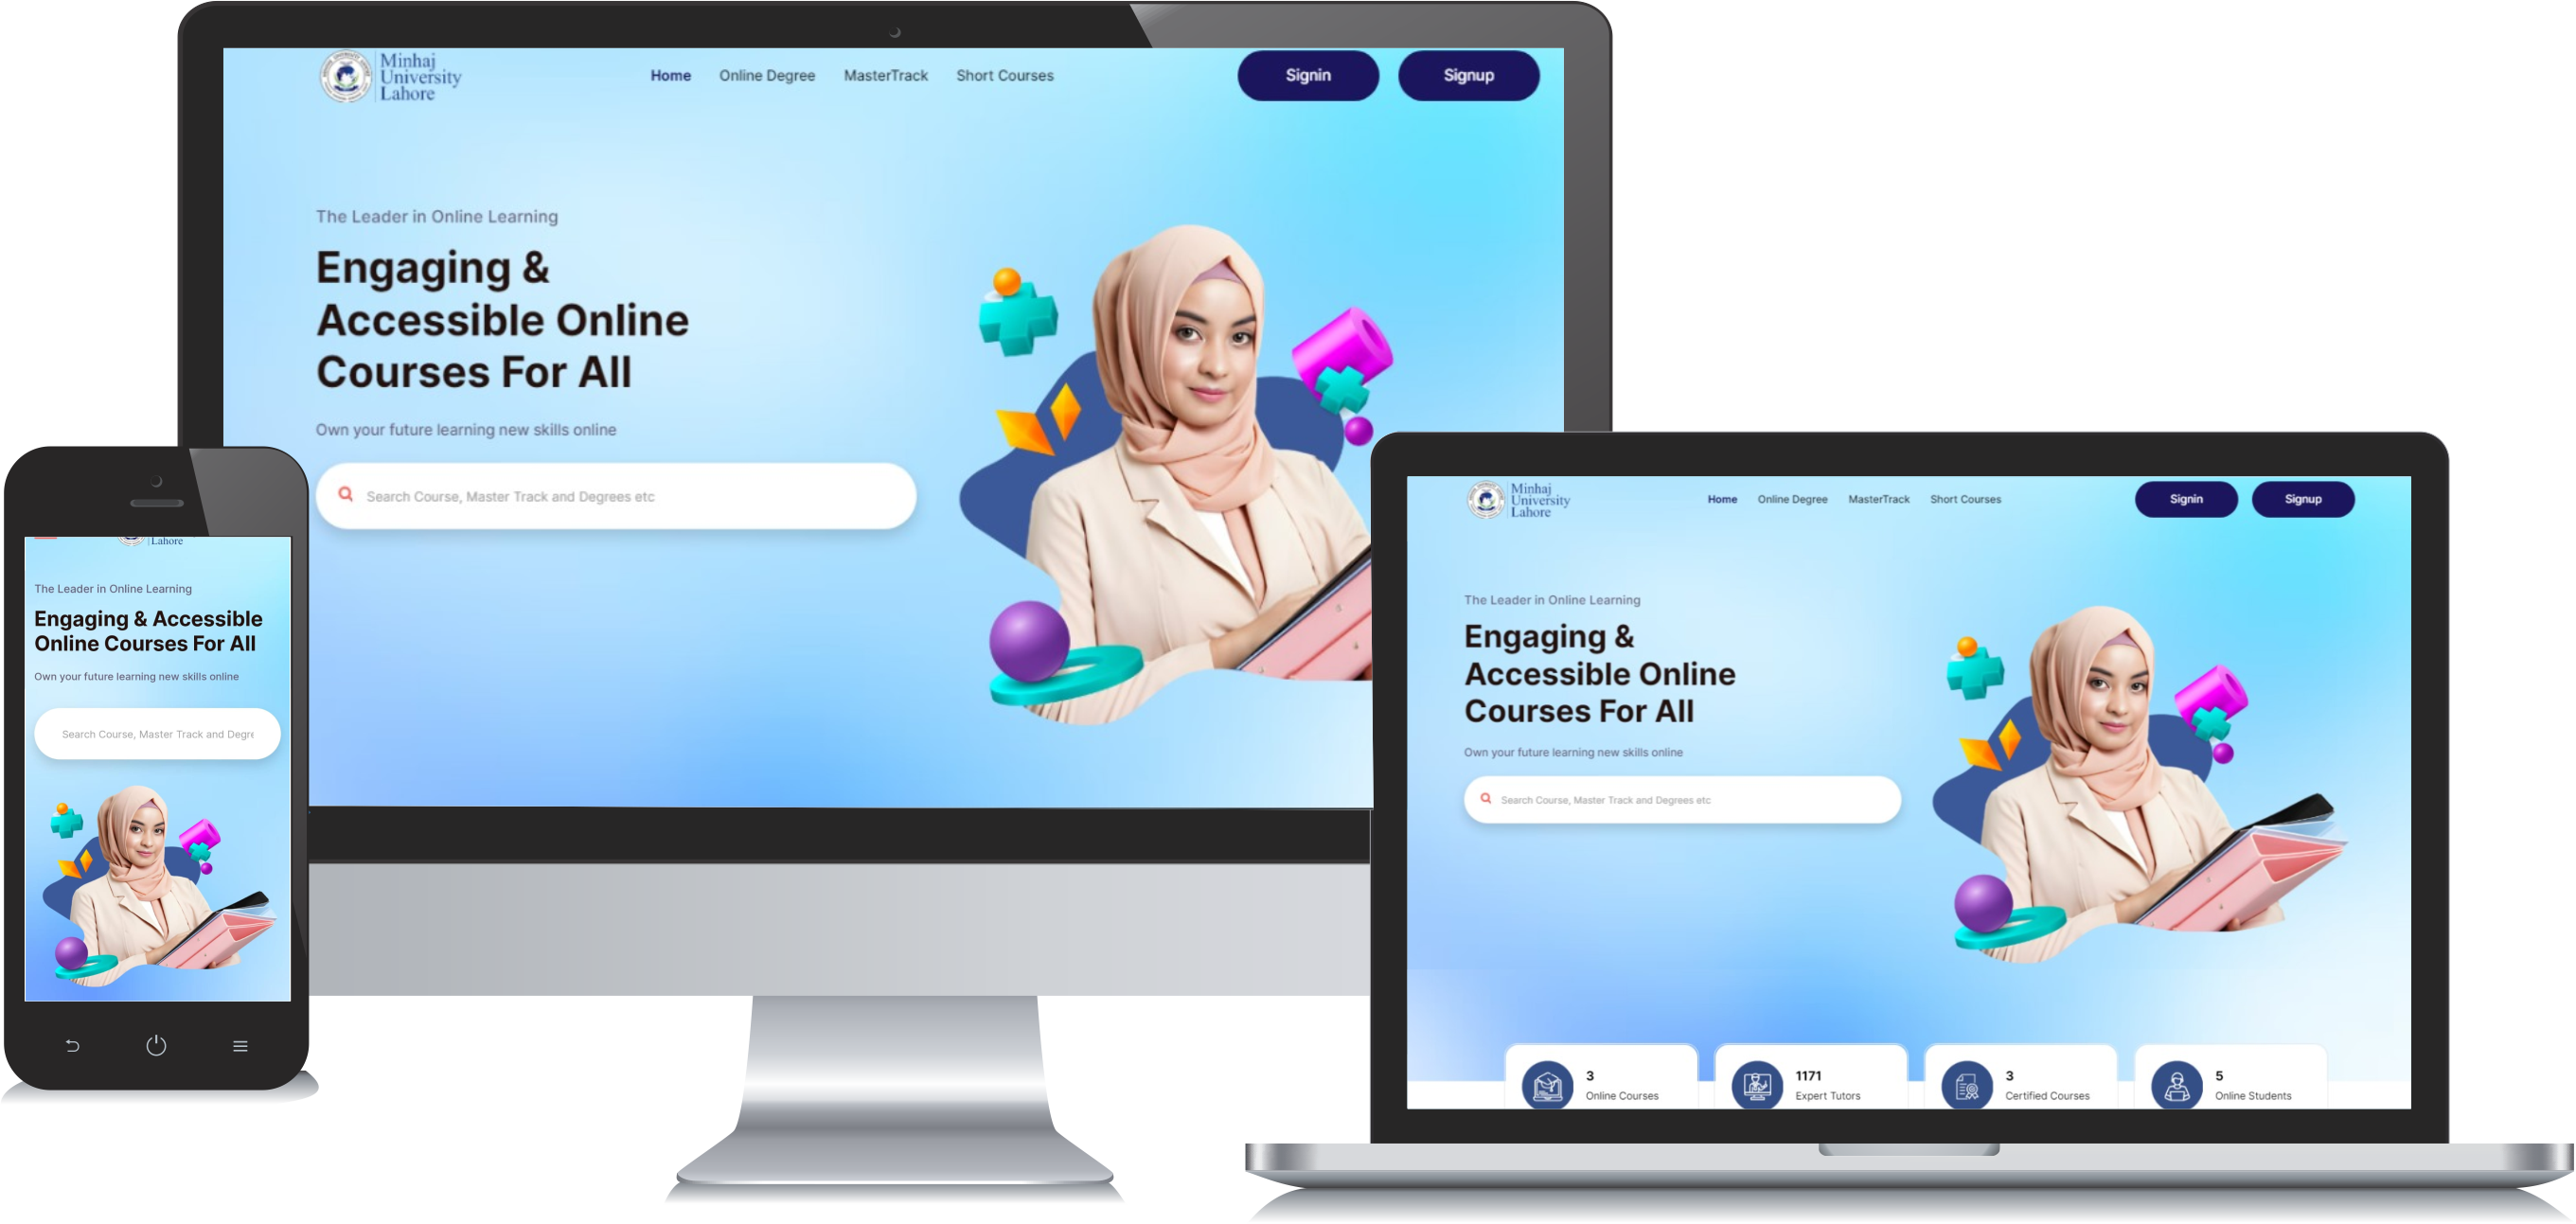 Minhaj
University
Lahore
Home Online Degree MasterTrack Short Courses
Signin Signup
The Leader in Online Learning
Engaging &
Accessible Online
Courses For All
Own your future learning new skills online
Search Course, Master Track and Degrees etc
Lahore
The Leader in Online Learning
Engaging & Accessible
Online Courses For All
Own your future learning new skills online
Search Course, Master Track and Degre
Minhaj
University
Lahore
Home Online Degree MasterTrack Short Courses
Signin Signup
The Leader in Online Learning
Engaging &
Accessible Online
Courses For All
Own your future learning new skills online
Search Course, Master Track and Degrees etc
3
Online Courses
1171
Expert Tutors
3
Certified Courses
5
Online Students